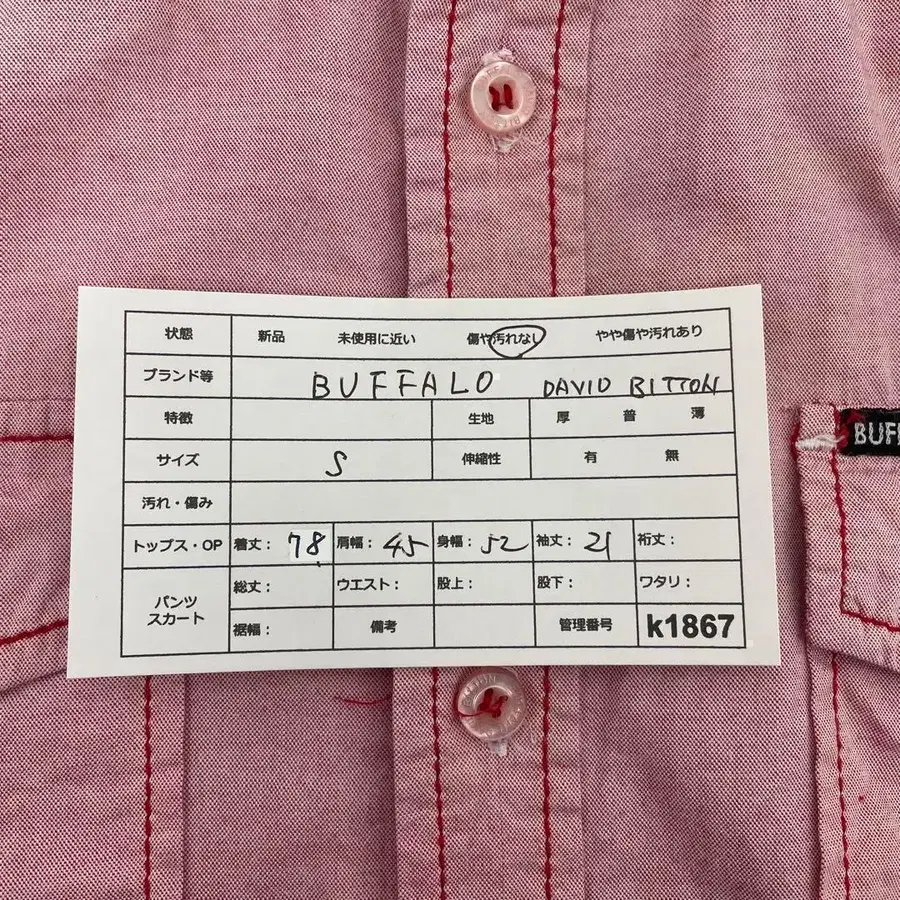 状態 新品 未使用に近い 傷や汚れなし やや傷や汚れあり
ブランド等 BUFFALO DAVID BITTON
特徴 生地 厚 普 薄
サイズ S 伸縮性 有 無
汚れ・傷み
トップス・OP 着丈: 78 肩幅: 45 身幅: 52 袖丈: 21 裄丈:
パンツ スカート 総丈: ウエスト: 股上: 股下: ワタリ:
裾幅: 備考 管理番号 k1867
BUF